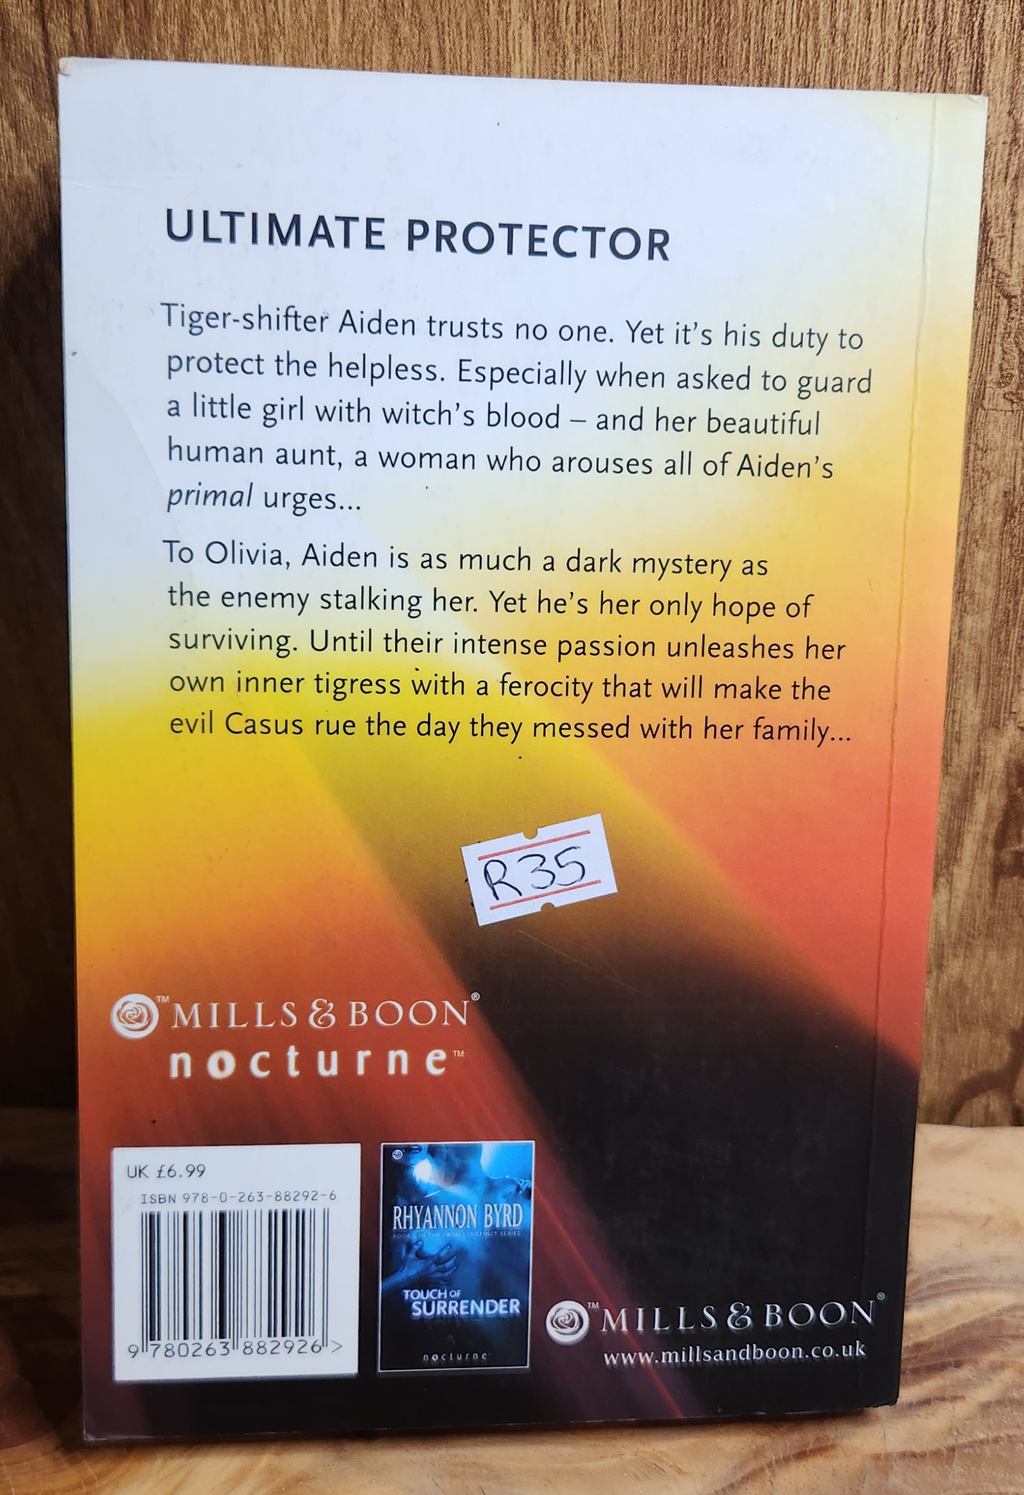 ULTIMATE PROTECTOR
Tiger-shifter Aiden trusts no one. Yet it's his duty to
protect the helpless. Especially when asked to guard
a little girl with witch's blood – and her beautiful
human aunt, a woman who arouses all of Aiden's
primal urges...
To Olivia, Aiden is as much a dark mystery as
the enemy stalking her. Yet he's her only hope of
surviving. Until their intense passion unleashes her
own inner tigress with a ferocity that will make the
evil Casus rue the day they messed with her family...
R35
™MILLS & BOON®
nocturne™
UK £6.99
ISBN 978-0-263-88292-6
9 780263 882926 >
RHYANNON BYRD
TOUCH OF
SURRENDER
nocturne
™MILLS & BOON®
www.millsandboon.co.uk